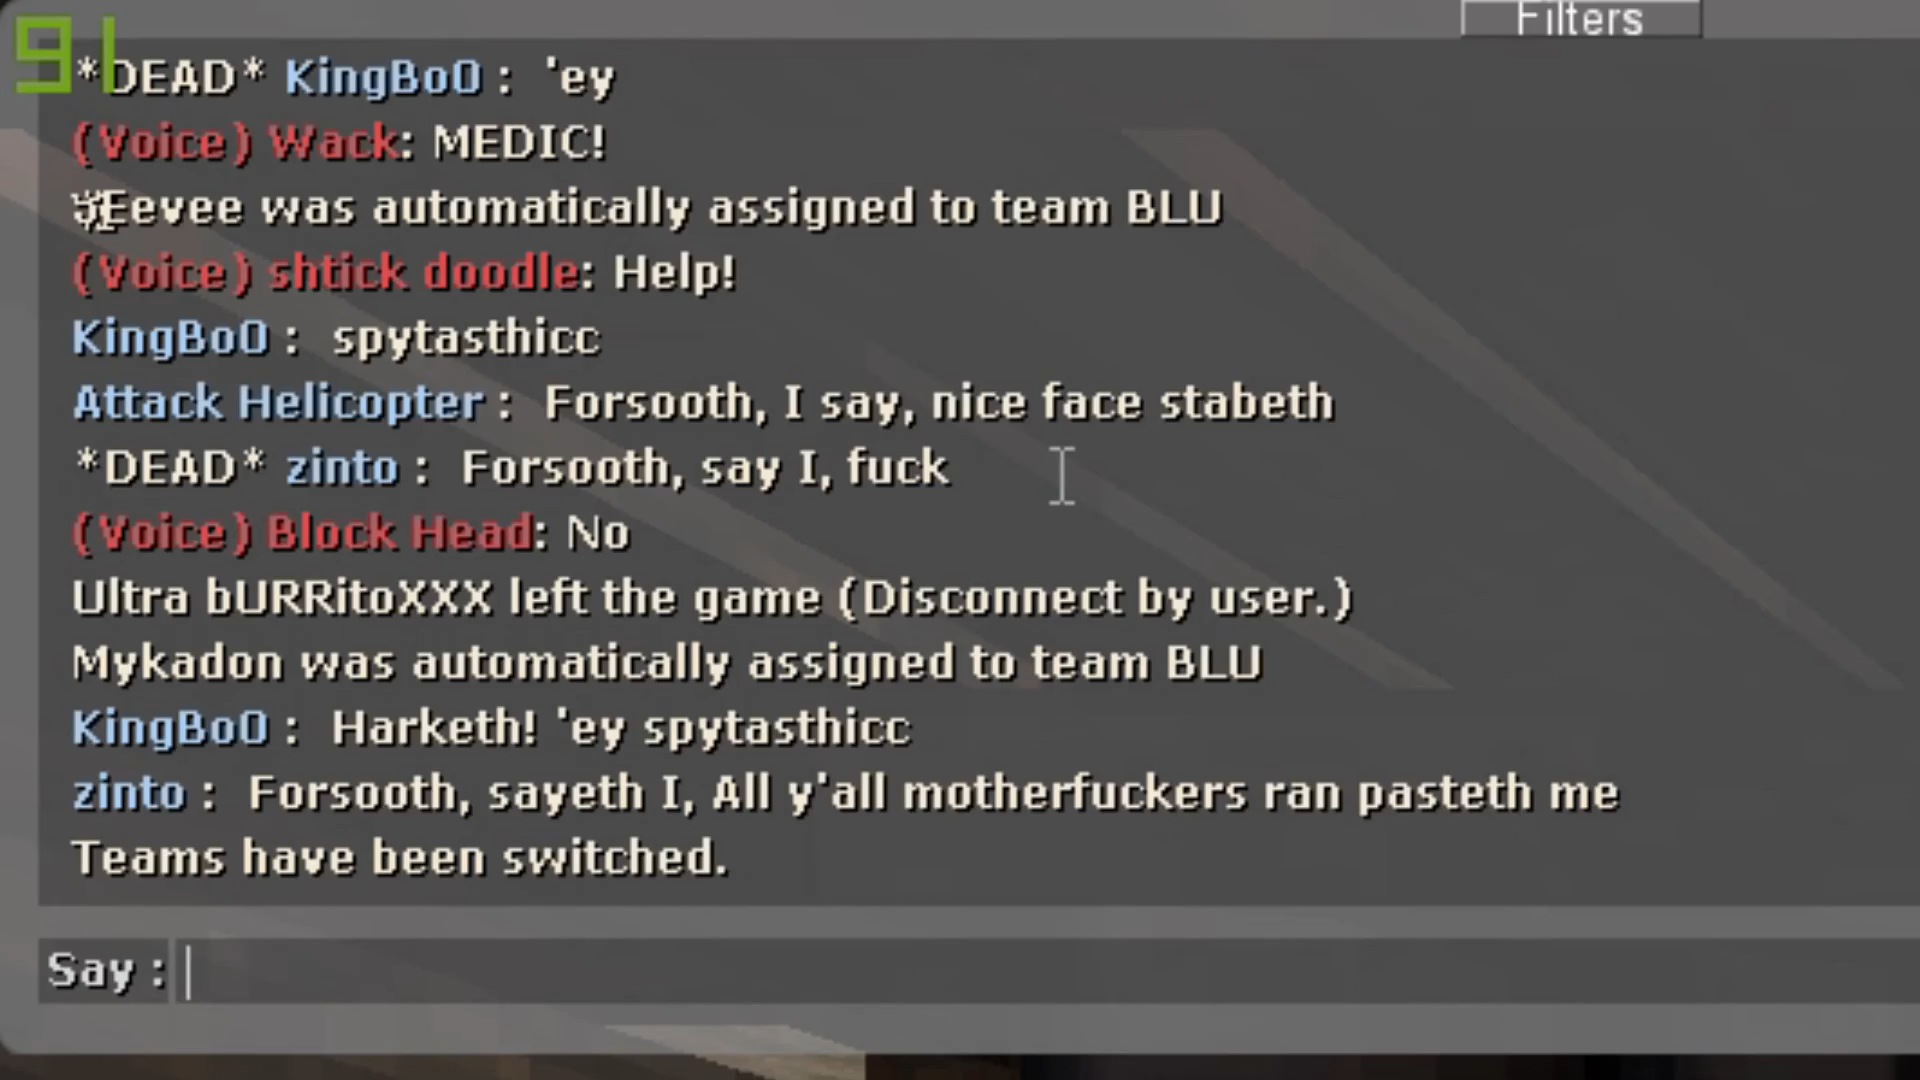 Filters
91
*DEAD* KingBoO :  'ey
(Voice) Wack: MEDIC!
Eevee was automatically assigned to team BLU
(Voice) shtick doodle: Help!
KingBoO :  spytasthicc
Attack Helicopter :  Forsooth, I say, nice face stabeth
*DEAD* zinto :  Forsooth, say I, fuck
(Voice) Block Head: No
Ultra bURRitoXXX left the game (Disconnect by user.)
Mykadon was automatically assigned to team BLU
KingBoO :  Harketh! 'ey spytasthicc
zinto :  Forsooth, sayeth I, All y'all motherfuckers ran pasteth me
Teams have been switched.
Say :